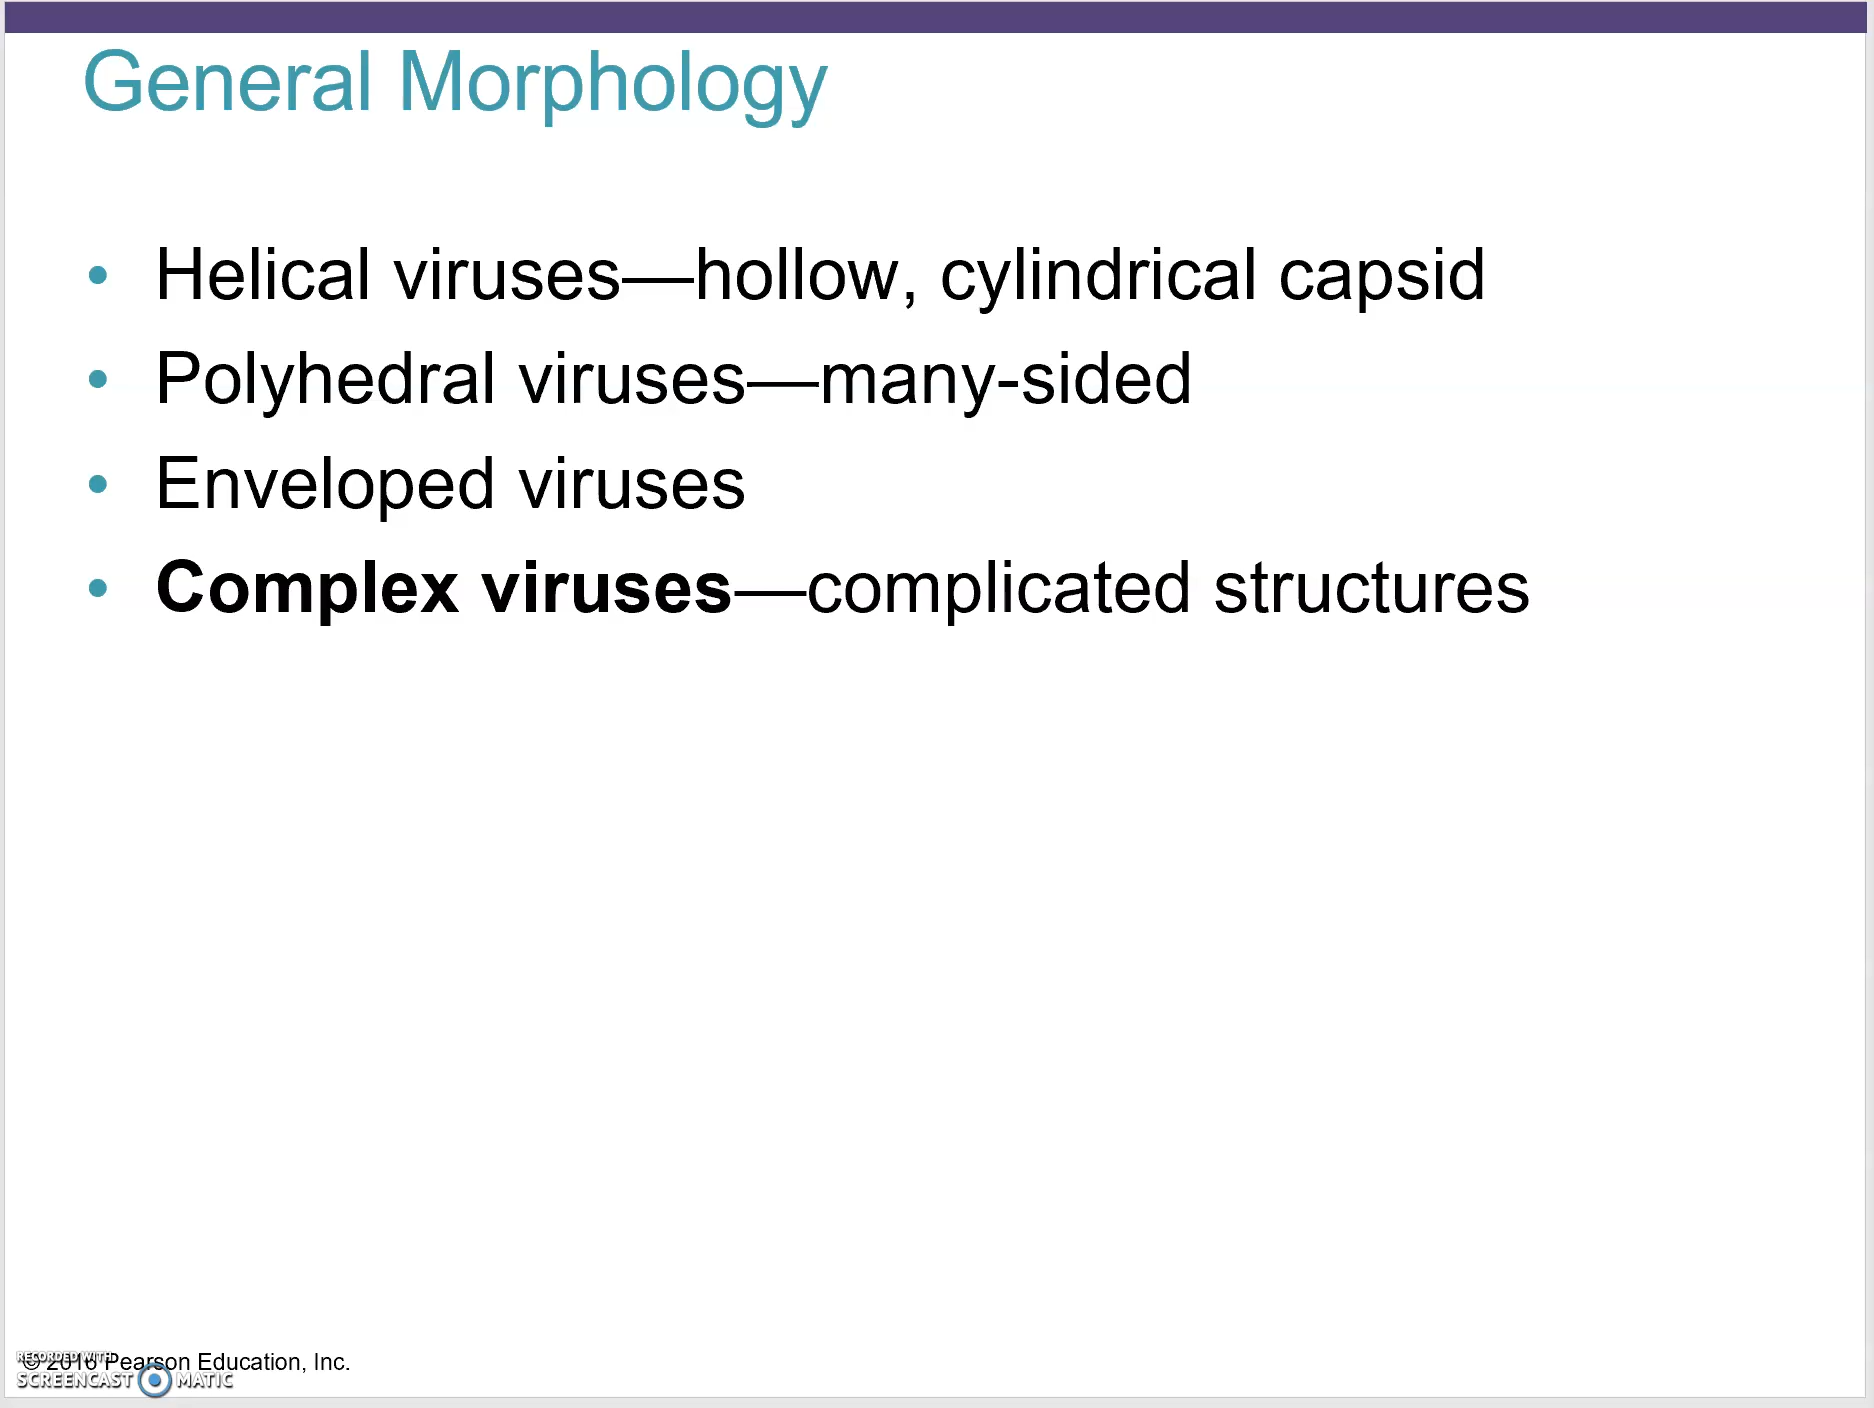 General Morphology
• Helical viruses—hollow, cylindrical capsid
• Polyhedral viruses—many-sided
• Enveloped viruses
• Complex viruses—complicated structures
RECORDED WITH
© 2016 Pearson Education, Inc.
SCREENCAST MATIC